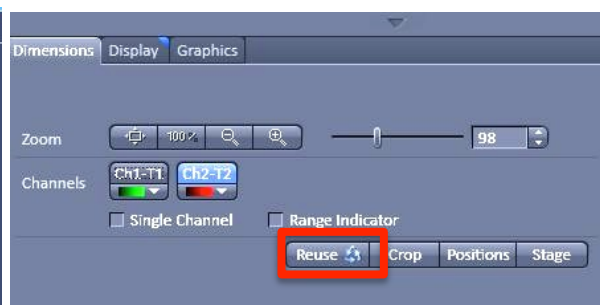 Dimensions Display Graphics
Zoom 100% 98
Channels Ch1-T1 Ch2-T2
Single Channel Range Indicator
Reuse Crop Positions Stage